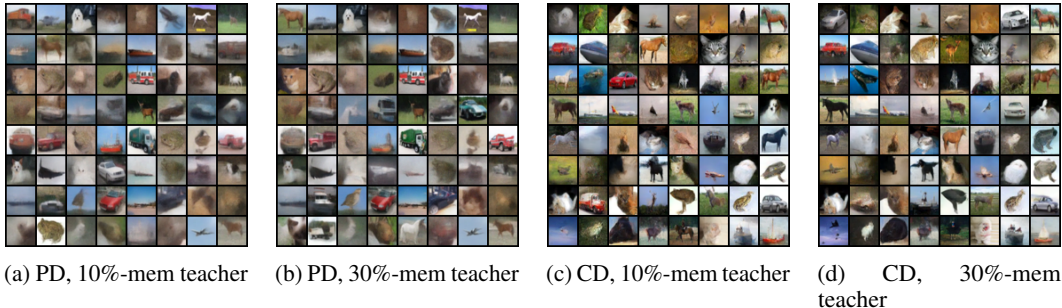 (a) PD, 10%-mem teacher
(b) PD, 30%-mem teacher
(c) CD, 10%-mem teacher
(d) CD, 30%-mem
teacher